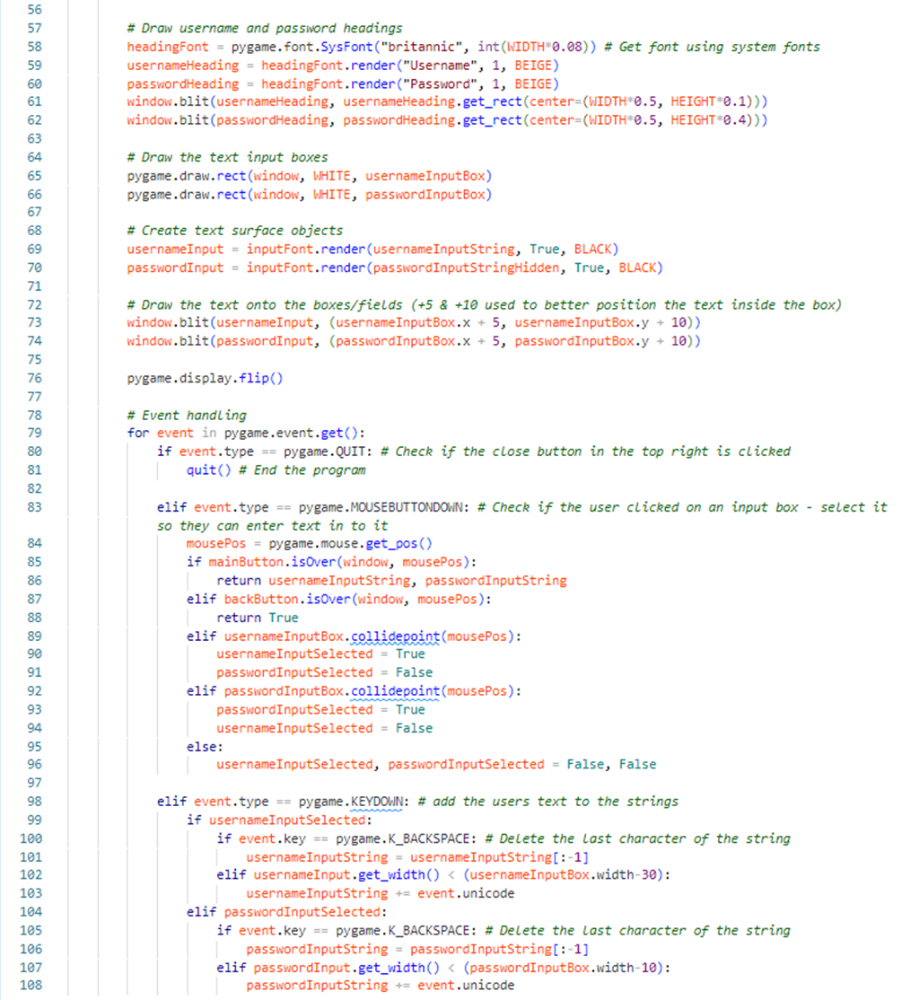 56
57 # Draw username and password headings
58 headingFont = pygame.font.SysFont("britannic", int(WIDTH*0.08)) # Get font using system fonts
59 usernameHeading = headingFont.render("Username", 1, BEIGE)
60 passwordHeading = headingFont.render("Password", 1, BEIGE)
61 window.blit(usernameHeading, usernameHeading.get_rect(center=(WIDTH*0.5, HEIGHT*0.1)))
62 window.blit(passwordHeading, passwordHeading.get_rect(center=(WIDTH*0.5, HEIGHT*0.4)))
63
64 # Draw the text input boxes
65 pygame.draw.rect(window, WHITE, usernameInputBox)
66 pygame.draw.rect(window, WHITE, passwordInputBox)
67
68 # Create text surface objects
69 usernameInput = inputFont.render(usernameInputString, True, BLACK)
70 passwordInput = inputFont.render(passwordInputStringHidden, True, BLACK)
71
72 # Draw the text onto the boxes/fields (+5 & +10 used to better position the text inside the box)
73 window.blit(usernameInput, (usernameInputBox.x + 5, usernameInputBox.y + 10))
74 window.blit(passwordInput, (passwordInputBox.x + 5, passwordInputBox.y + 10))
75
76 pygame.display.flip()
77
78 # Event handling
79 for event in pygame.event.get():
80 if event.type == pygame.QUIT: # Check if the close button in the top right is clicked
81 quit() # End the program
82
83 elif event.type == pygame.MOUSEBUTTONDOWN: # Check if the user clicked on an input box - select it
so they can enter text in to it
84 mousePos = pygame.mouse.get_pos()
85 if mainButton.isOver(window, mousePos):
86 return usernameInputString, passwordInputString
87 elif backButton.isOver(window, mousePos):
88 return True
89 elif usernameInputBox.collidepoint(mousePos):
90 usernameInputSelected = True
91 passwordInputSelected = False
92 elif passwordInputBox.collidepoint(mousePos):
93 passwordInputSelected = True
94 usernameInputSelected = False
95 else:
96 usernameInputSelected, passwordInputSelected = False, False
97
98 elif event.type == pygame.KEYDOWN: # add the users text to the strings
99 if usernameInputSelected:
100 if event.key == pygame.K_BACKSPACE: # Delete the last character of the string
101 usernameInputString = usernameInputString[:-1]
102 elif usernameInput.get_width() < (usernameInputBox.width-30):
103 usernameInputString += event.unicode
104 elif passwordInputSelected:
105 if event.key == pygame.K_BACKSPACE: # Delete the last character of the string
106 passwordInputString = passwordInputString[:-1]
107 elif passwordInput.get_width() < (passwordInputBox.width-10):
108 passwordInputString += event.unicode